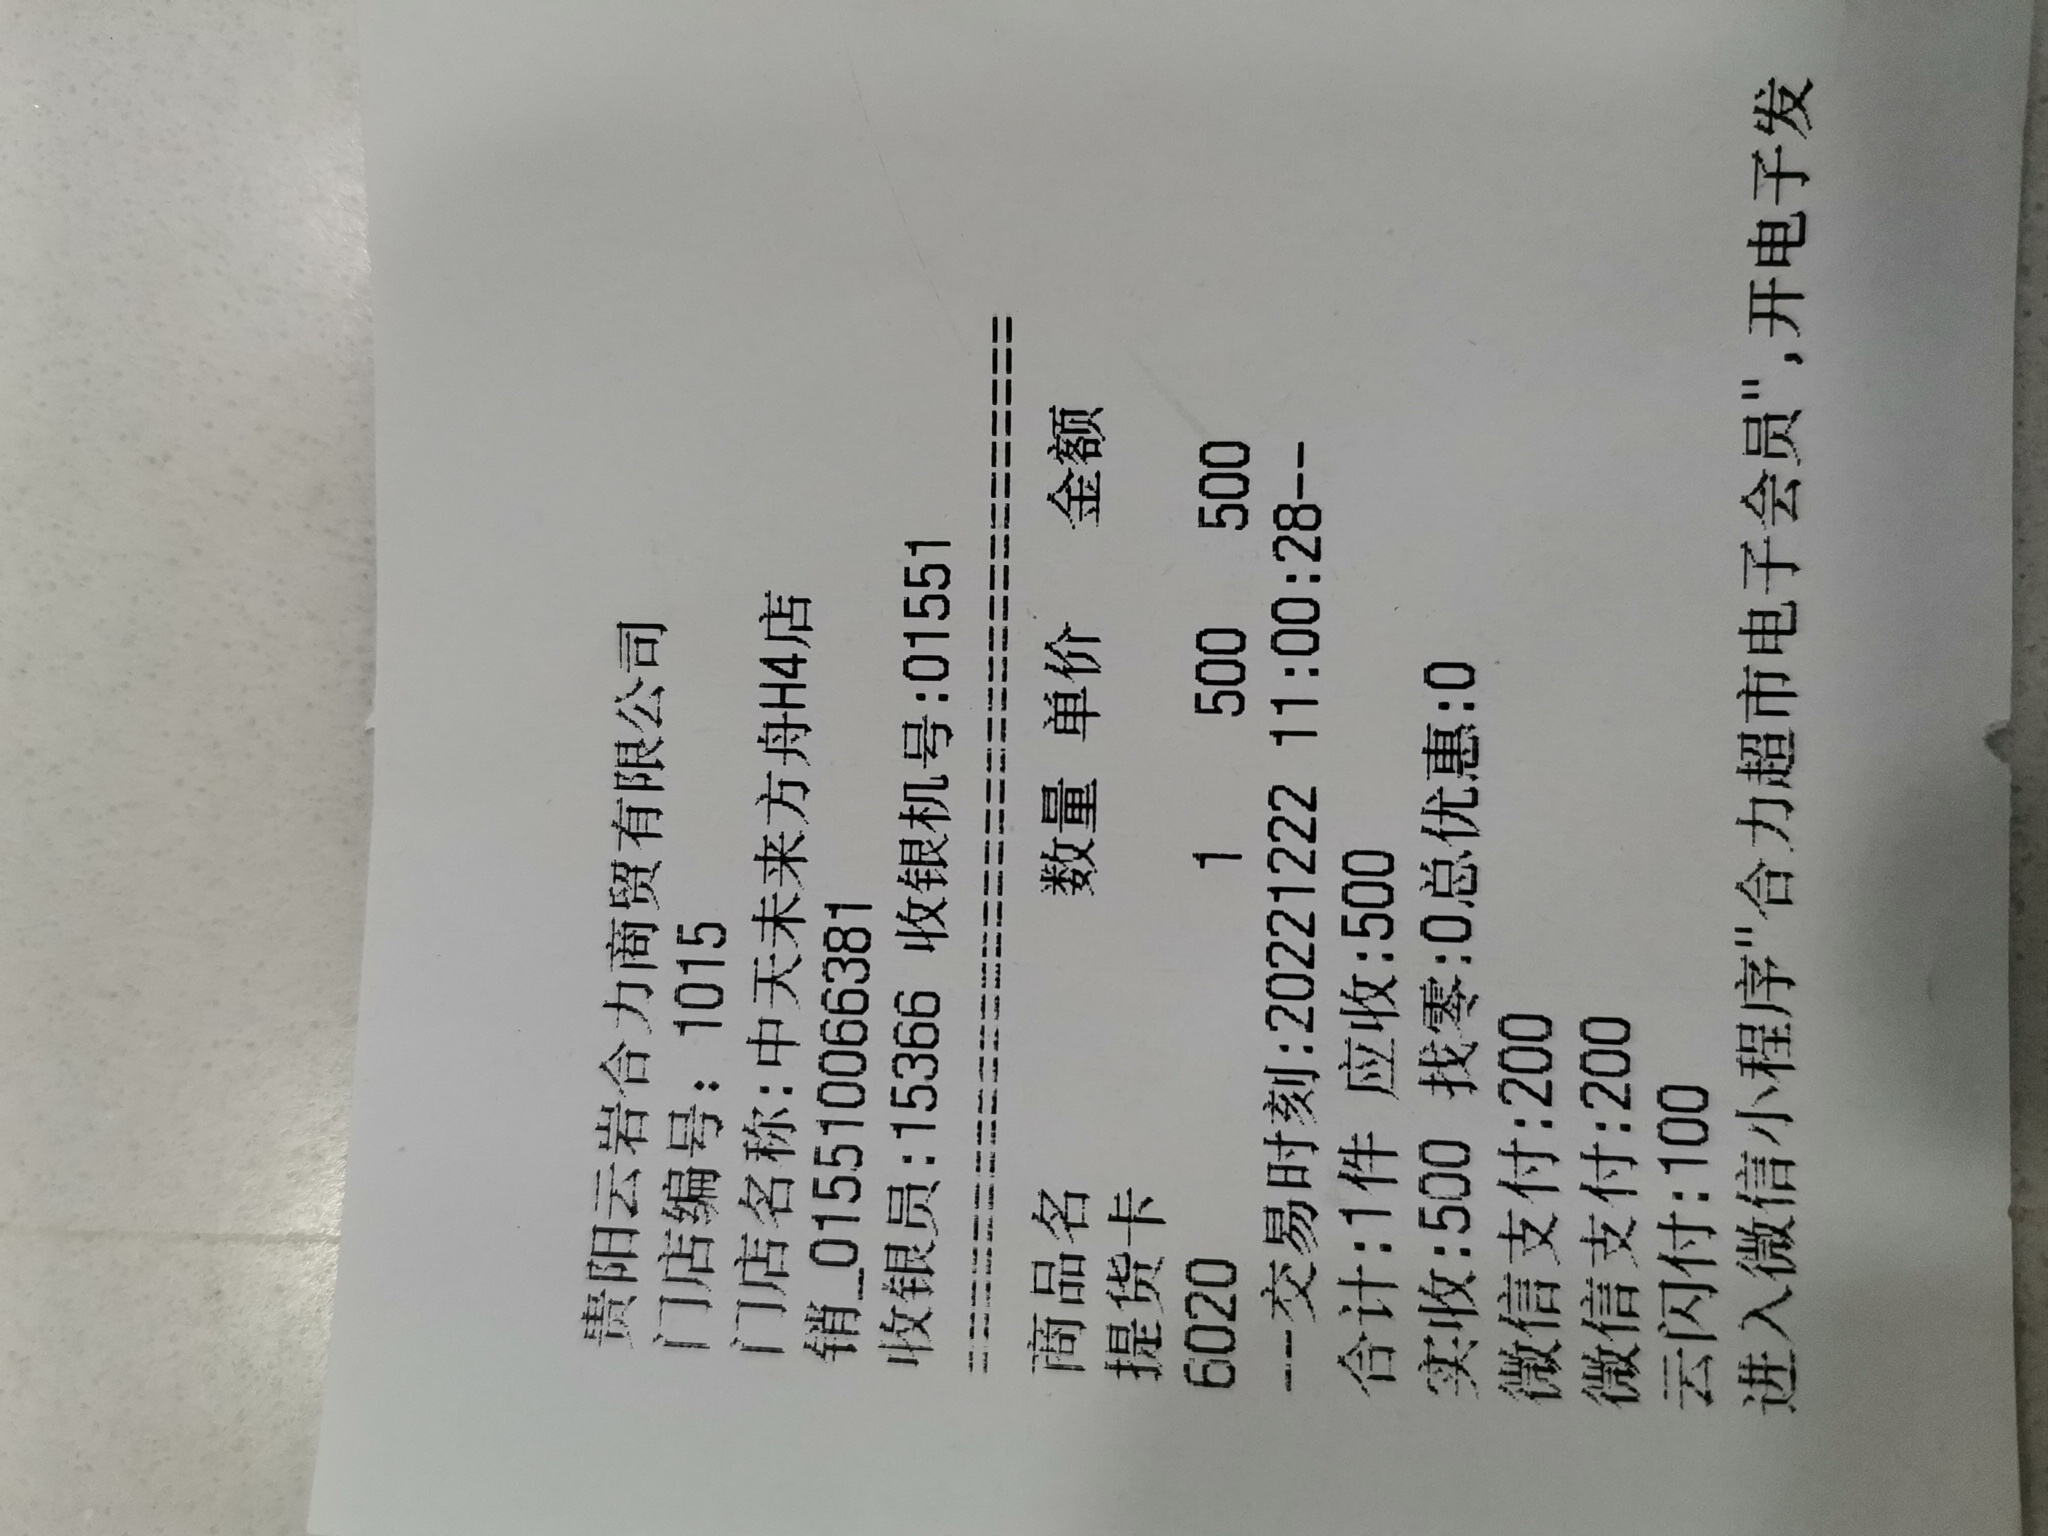 贵阳云岩合力商贸有限公司
门店编号: 1015
门店名称:中天未来方舟H4店
销_015510066381
收银员:15366 收银机号:01551
==================================
商品名 数量 单价 金额
提货卡
6020 1 500 500
---交易时刻:20221222 11:00:28--
合计:1件 应收:500
实收:500 找零:0总优惠:0
微信支付:200
微信支付:200
云闪付:100
进入微信小程序"合力超市电子会员",开电子发